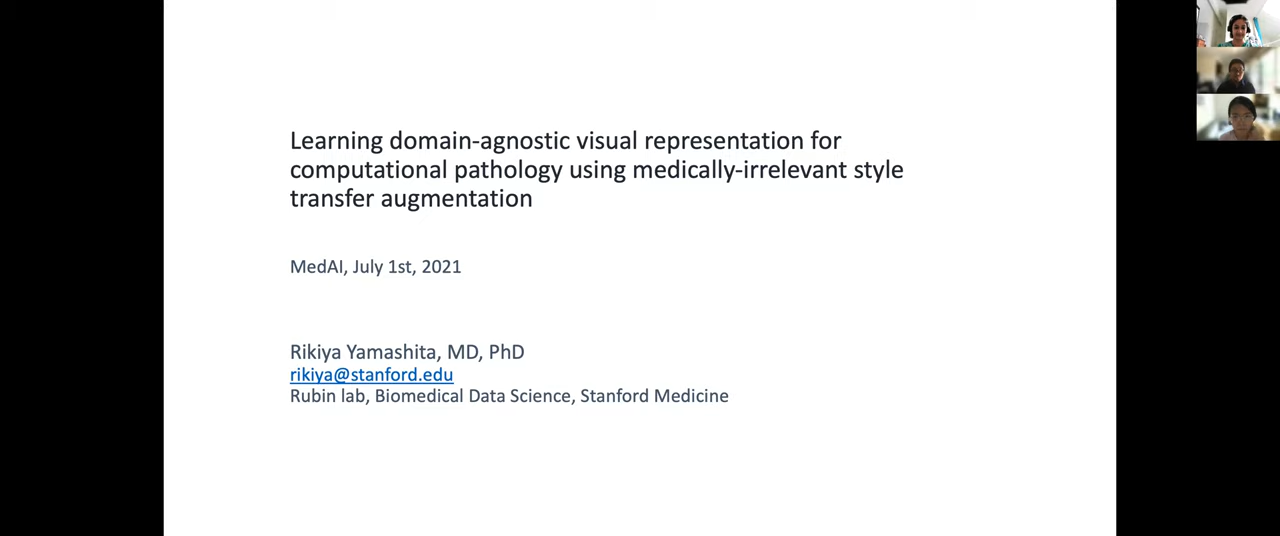 Learning domain-agnostic visual representation for
computational pathology using medically-irrelevant style
transfer augmentation
MedAI, July 1st, 2021
Rikiya Yamashita, MD, PhD
rikiya@stanford.edu
Rubin lab, Biomedical Data Science, Stanford Medicine